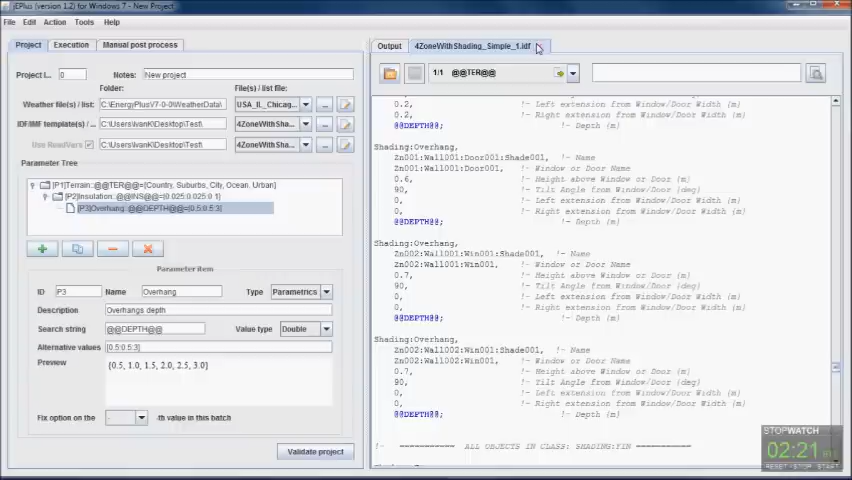 jEPlus (version 1.2) for Windows 7 - New Project
File Edit Action Tools Help
Project Execution Manual post process
Project I... 0 Notes: New project
Folder: File(s) / list file:
Weather file(s) / list: C:\EnergyPlusV7-0-0\WeatherData\ USA_IL_Chicag... ...
IDF/IMF template(s) /... C:\Users\IvanK\Desktop\Test\ 4ZoneWithSha... ...
Use ReadVars C:\Users\IvanK\Desktop\Test\ 4ZoneWithSha... ...
Parameter Tree
[P1]Terrain::@@TER@@=[Country, Suburbs, City, Ocean, Urban]
[P2]Insulation::@@INS@@=[0.025:0.025:0.1]
[P3]Overhang::@@DEPTH@@=[0.5:0.5:3]
Parameter Item
ID P3 Name Overhang Type Parametrics
Description Overhangs depth
Search string @@DEPTH@@ Value type Double
Alternative values [0.5:0.5:3]
Preview {0.5, 1.0, 1.5, 2.0, 2.5, 3.0}
Fix option on the - .-th value in this batch
Validate project
Output 4ZoneWithShading_Simple_1.idf
1/1 @@TER@@
0.2, !- Left extension from Window/Door Width {m}
0.2, !- Right extension from Window/Door Width {m}
@@DEPTH@@; !- Depth {m}
Shading:Overhang,
Zn001:Wall001:Door001:Shade001, !- Name
Zn001:Wall001:Door001, !- Window or Door Name
0.6, !- Height above Window or Door {m}
90, !- Tilt Angle from Window/Door {deg}
0, !- Left extension from Window/Door Width {m}
0, !- Right extension from Window/Door Width {m}
@@DEPTH@@; !- Depth {m}
Shading:Overhang,
Zn002:Wall001:Win001:Shade001, !- Name
Zn002:Wall001:Win001, !- Window or Door Name
0.7, !- Height above Window or Door {m}
90, !- Tilt Angle from Window/Door {deg}
0, !- Left extension from Window/Door Width {m}
0, !- Right extension from Window/Door Width {m}
@@DEPTH@@; !- Depth {m}
Shading:Overhang,
Zn002:Wall002:Win001:Shade001, !- Name
Zn002:Wall002:Win001, !- Window or Door Name
0.7, !- Height above Window or Door {m}
90, !- Tilt Angle from Window/Door {deg}
0, !- Left extension from Window/Door Width {m}
0, !- Right extension from Window/Door Width {m}
@@DEPTH@@; !- Depth {m}
!- =========== ALL OBJECTS IN CLASS: SHADING:FIN ===========
STOPWATCH
02:21
RESET STOP START